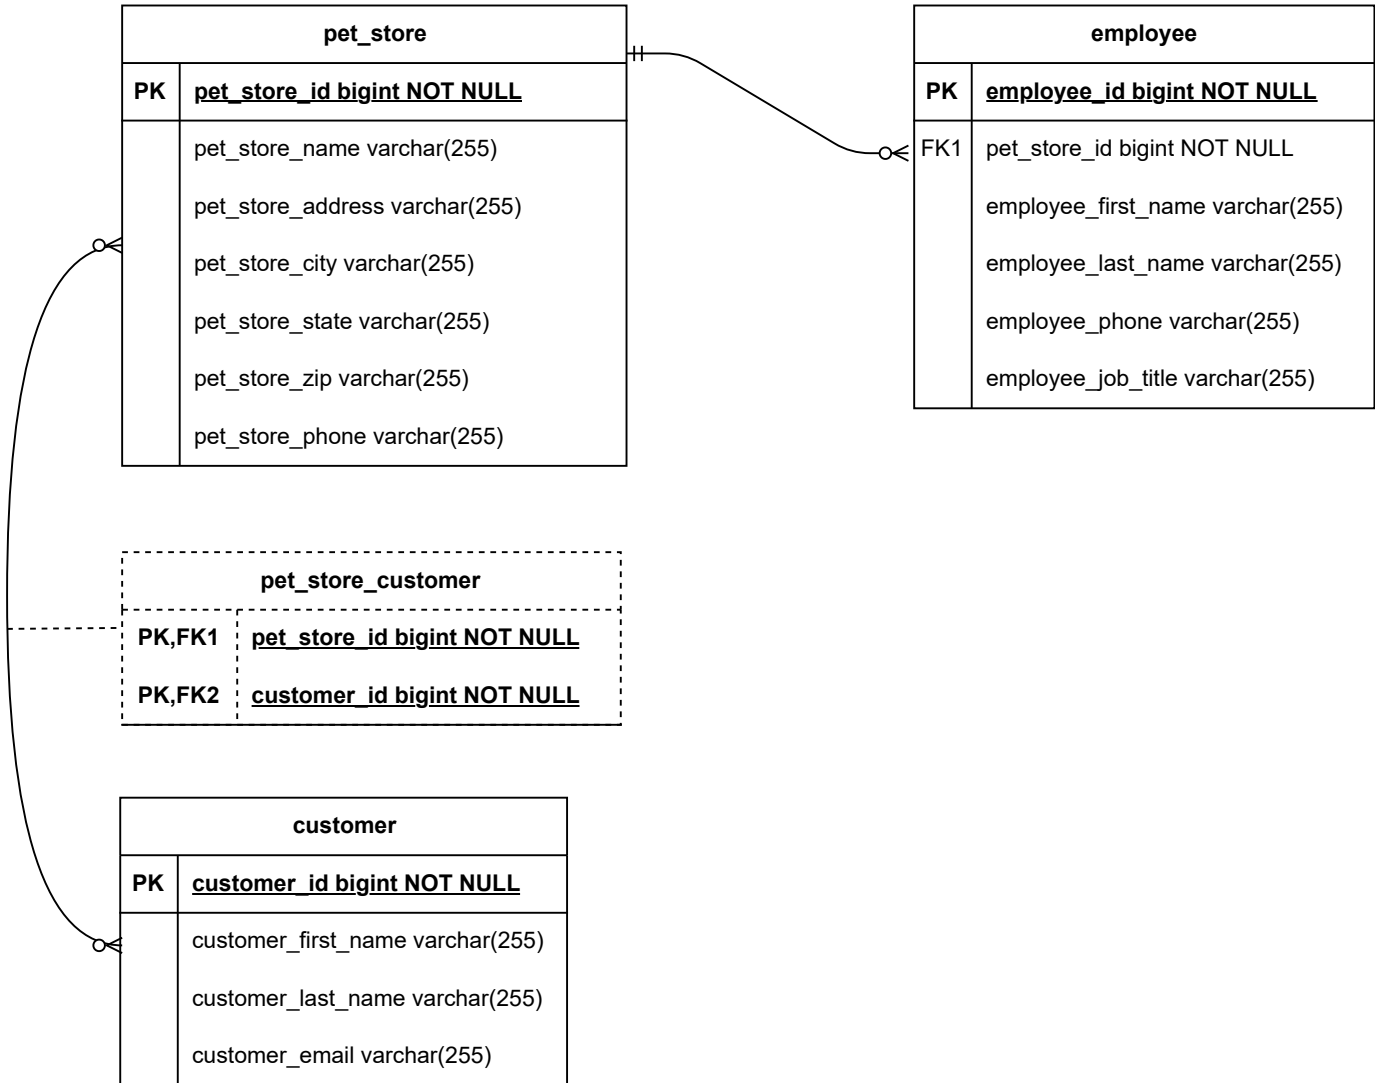 pet_store
PK pet_store_id bigint NOT NULL
pet_store_name varchar(255)
pet_store_address varchar(255)
pet_store_city varchar(255)
pet_store_state varchar(255)
pet_store_zip varchar(255)
pet_store_phone varchar(255)
employee
PK employee_id bigint NOT NULL
FK1 pet_store_id bigint NOT NULL
employee_first_name varchar(255)
employee_last_name varchar(255)
employee_phone varchar(255)
employee_job_title varchar(255)
pet_store_customer
PK,FK1 pet_store_id bigint NOT NULL
PK,FK2 customer_id bigint NOT NULL
customer
PK customer_id bigint NOT NULL
customer_first_name varchar(255)
customer_last_name varchar(255)
customer_email varchar(255)